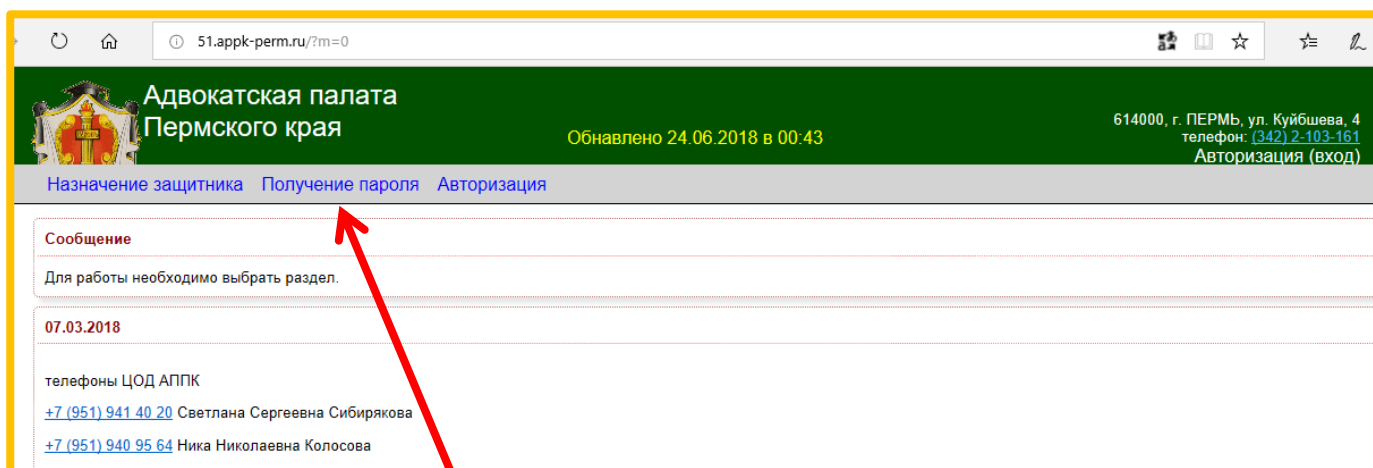 51.appk-perm.ru/?m=0
Адвокатская палата
Пермского края
Обнавлено 24.06.2018 в 00:43
614000, г. ПЕРМЬ, ул. Куйбшева, 4
телефон: (342) 2-103-161
Авторизация (вход)
Назначение защитника Получение пароля Авторизация
Сообщение
Для работы необходимо выбрать раздел.
07.03.2018
телефоны ЦОД АППК
+7 (951) 941 40 20 Светлана Сергеевна Сибирякова
+7 (951) 940 95 64 Ника Николаевна Колосова